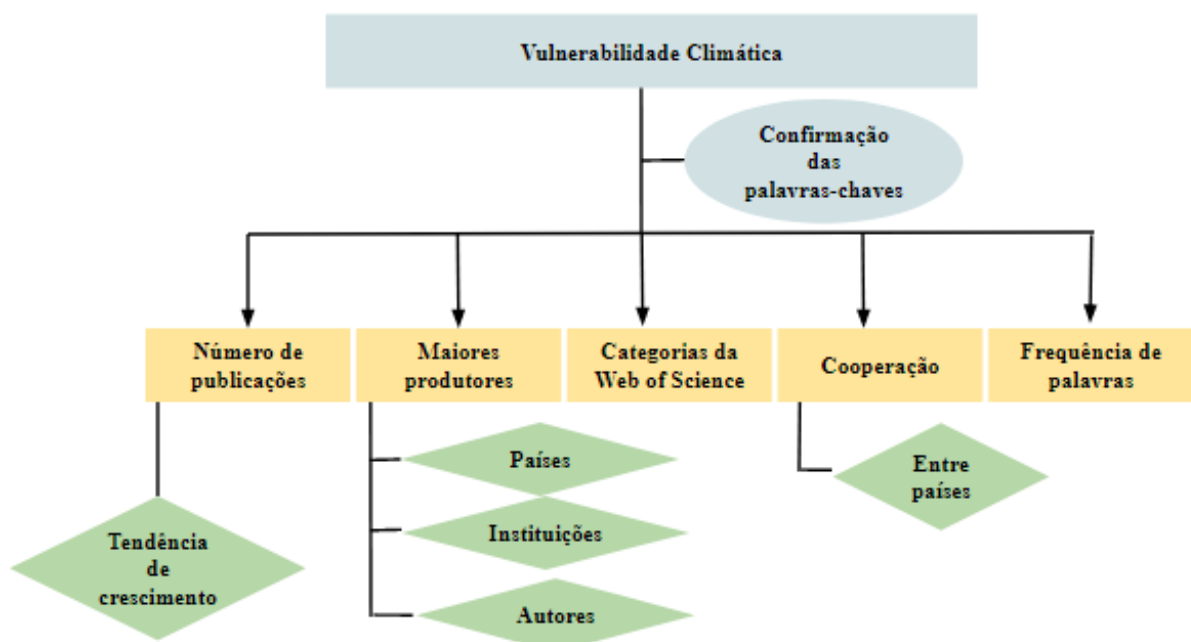 Vulnerabilidade Climática
Confirmação
das
palavras-chaves
Número de
publicações
Maiores
produtores
Categorias da
Web of Science
Cooperação
Frequência de
palavras
Países
Instituições
Autores
Entre
países
Tendência
de
crescimento